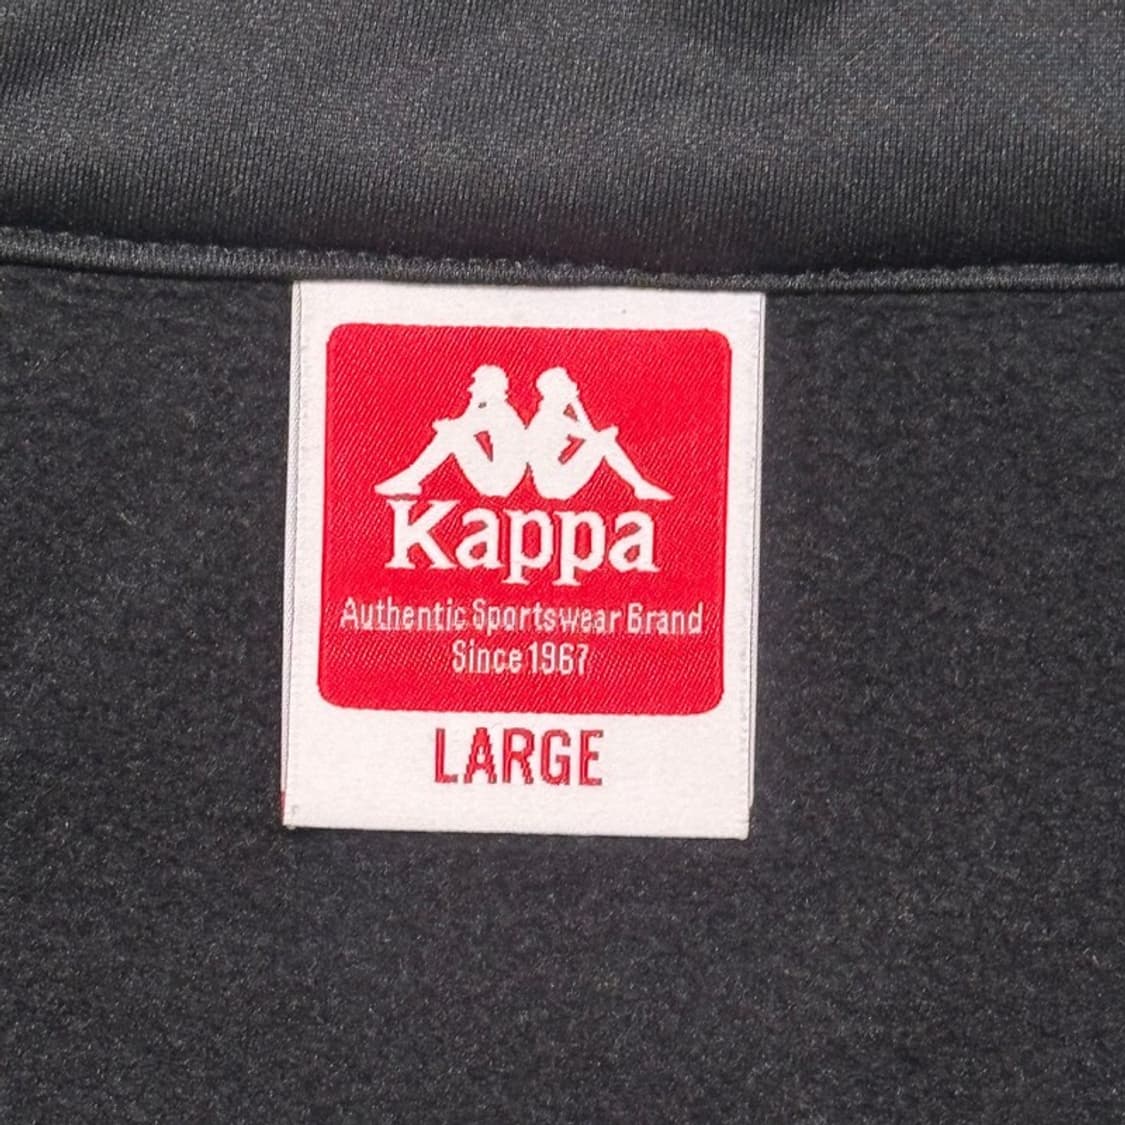 Kappa
Authentic Sportswear Brand
Since 1967
LARGE